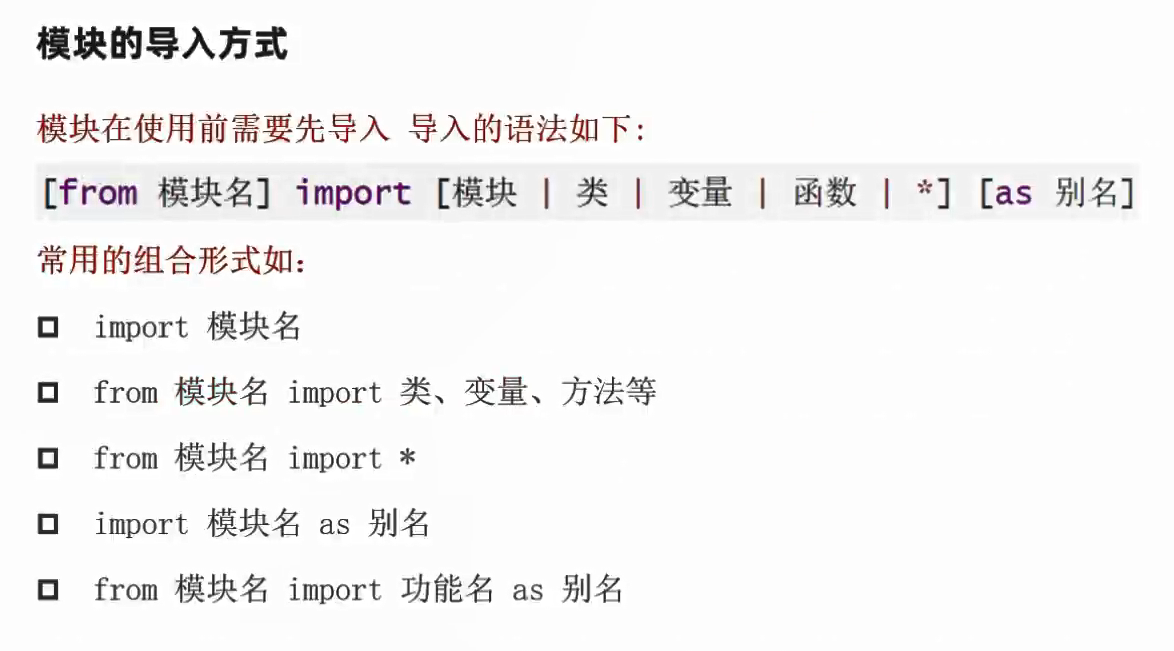 模块的导入方式
模块在使用前需要先导入 导入的语法如下:
[from 模块名] import [模块 | 类 | 变量 | 函数 | *] [as 别名]
常用的组合形式如：
import 模块名
from 模块名 import 类、变量、方法等
from 模块名 import *
import 模块名 as 别名
from 模块名 import 功能名 as 别名